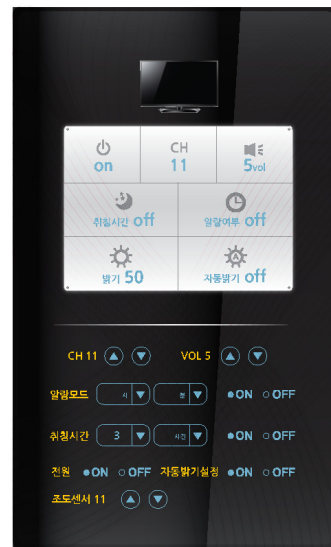 on
CH
11
5vol
취침시간 off
알람여부 off
밝기 50
자동밝기 off
CH 11 ▲ ▼ VOL 5 ▲ ▼
알람모드 시 ▼ 분 ▼ ●ON ○OFF
취침시간 3 ▼ 시간 ▼ ●ON ○OFF
전원 ●ON ○OFF 자동밝기설정 ●ON ○OFF
조도센서 11 ▲ ▼